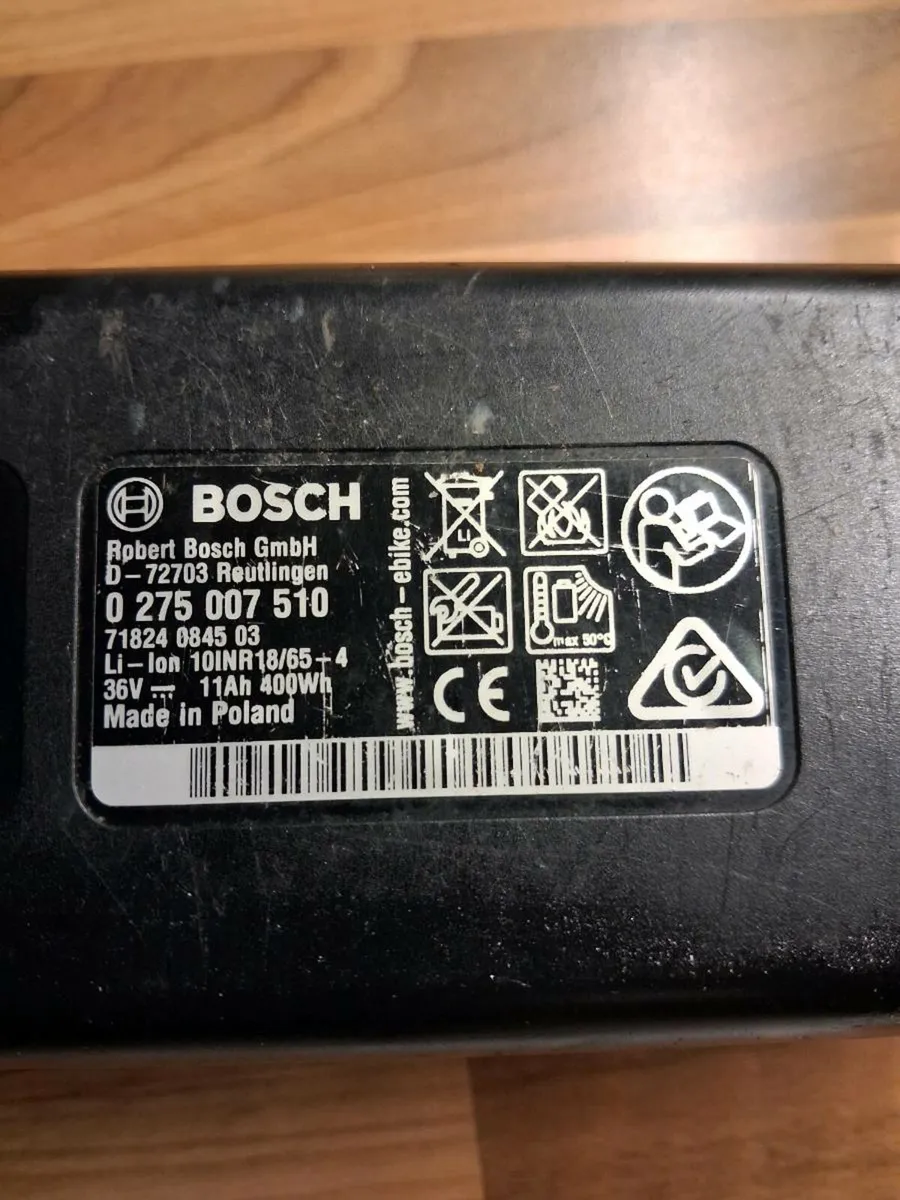 BOSCH
Robert Bosch GmbH
D-72703 Reutlingen
0 275 007 510
71824 0845 03
Li-Ion 10INR18/65-4
36V 11Ah 400Wh
Made in Poland
www.bosch-ebike.com
max 50°C
CE